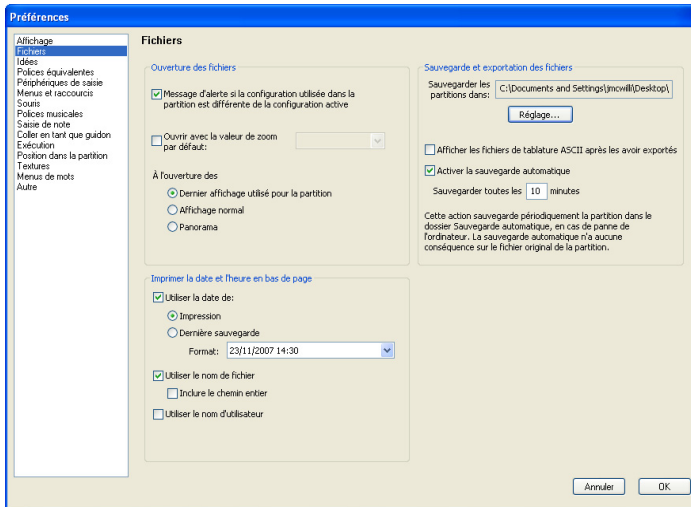 Préférences
Affichage
Fichiers
Idées
Polices équivalentes
Périphériques de saisie
Menus et raccourcis
Souris
Polices musicales
Saisie de note
Coller en tant que guidon
Exécution
Position dans la partition
Textures
Menus de mots
Autre
Fichiers
Ouverture des fichiers
Message d'alerte si la configuration utilisée dans la
partition est différente de la configuration active
Ouvrir avec la valeur de zoom
par défaut:
À l'ouverture des
Dernier affichage utilisé pour la partition
Affichage normal
Panorama
Imprimer la date et l'heure en bas de page
Utiliser la date de:
Impression
Dernière sauvegarde
Format: 23/11/2007 14:30
Utiliser le nom de fichier
Inclure le chemin entier
Utiliser le nom d'utilisateur
Sauvegarde et exportation des fichiers
Sauvegarder les
partitions dans: C:\Documents and Settings\jmcwilli\Desktop\
Réglage...
Afficher les fichiers de tablature ASCII après les avoir exportés
Activer la sauvegarde automatique
Sauvegarder toutes les 10 minutes
Cette action sauvegarde périodiquement la partition dans le
dossier Sauvegarde automatique, en cas de panne de
l'ordinateur. La sauvegarde automatique n'a aucune
conséquence sur le fichier original de la partition.
Annuler
OK